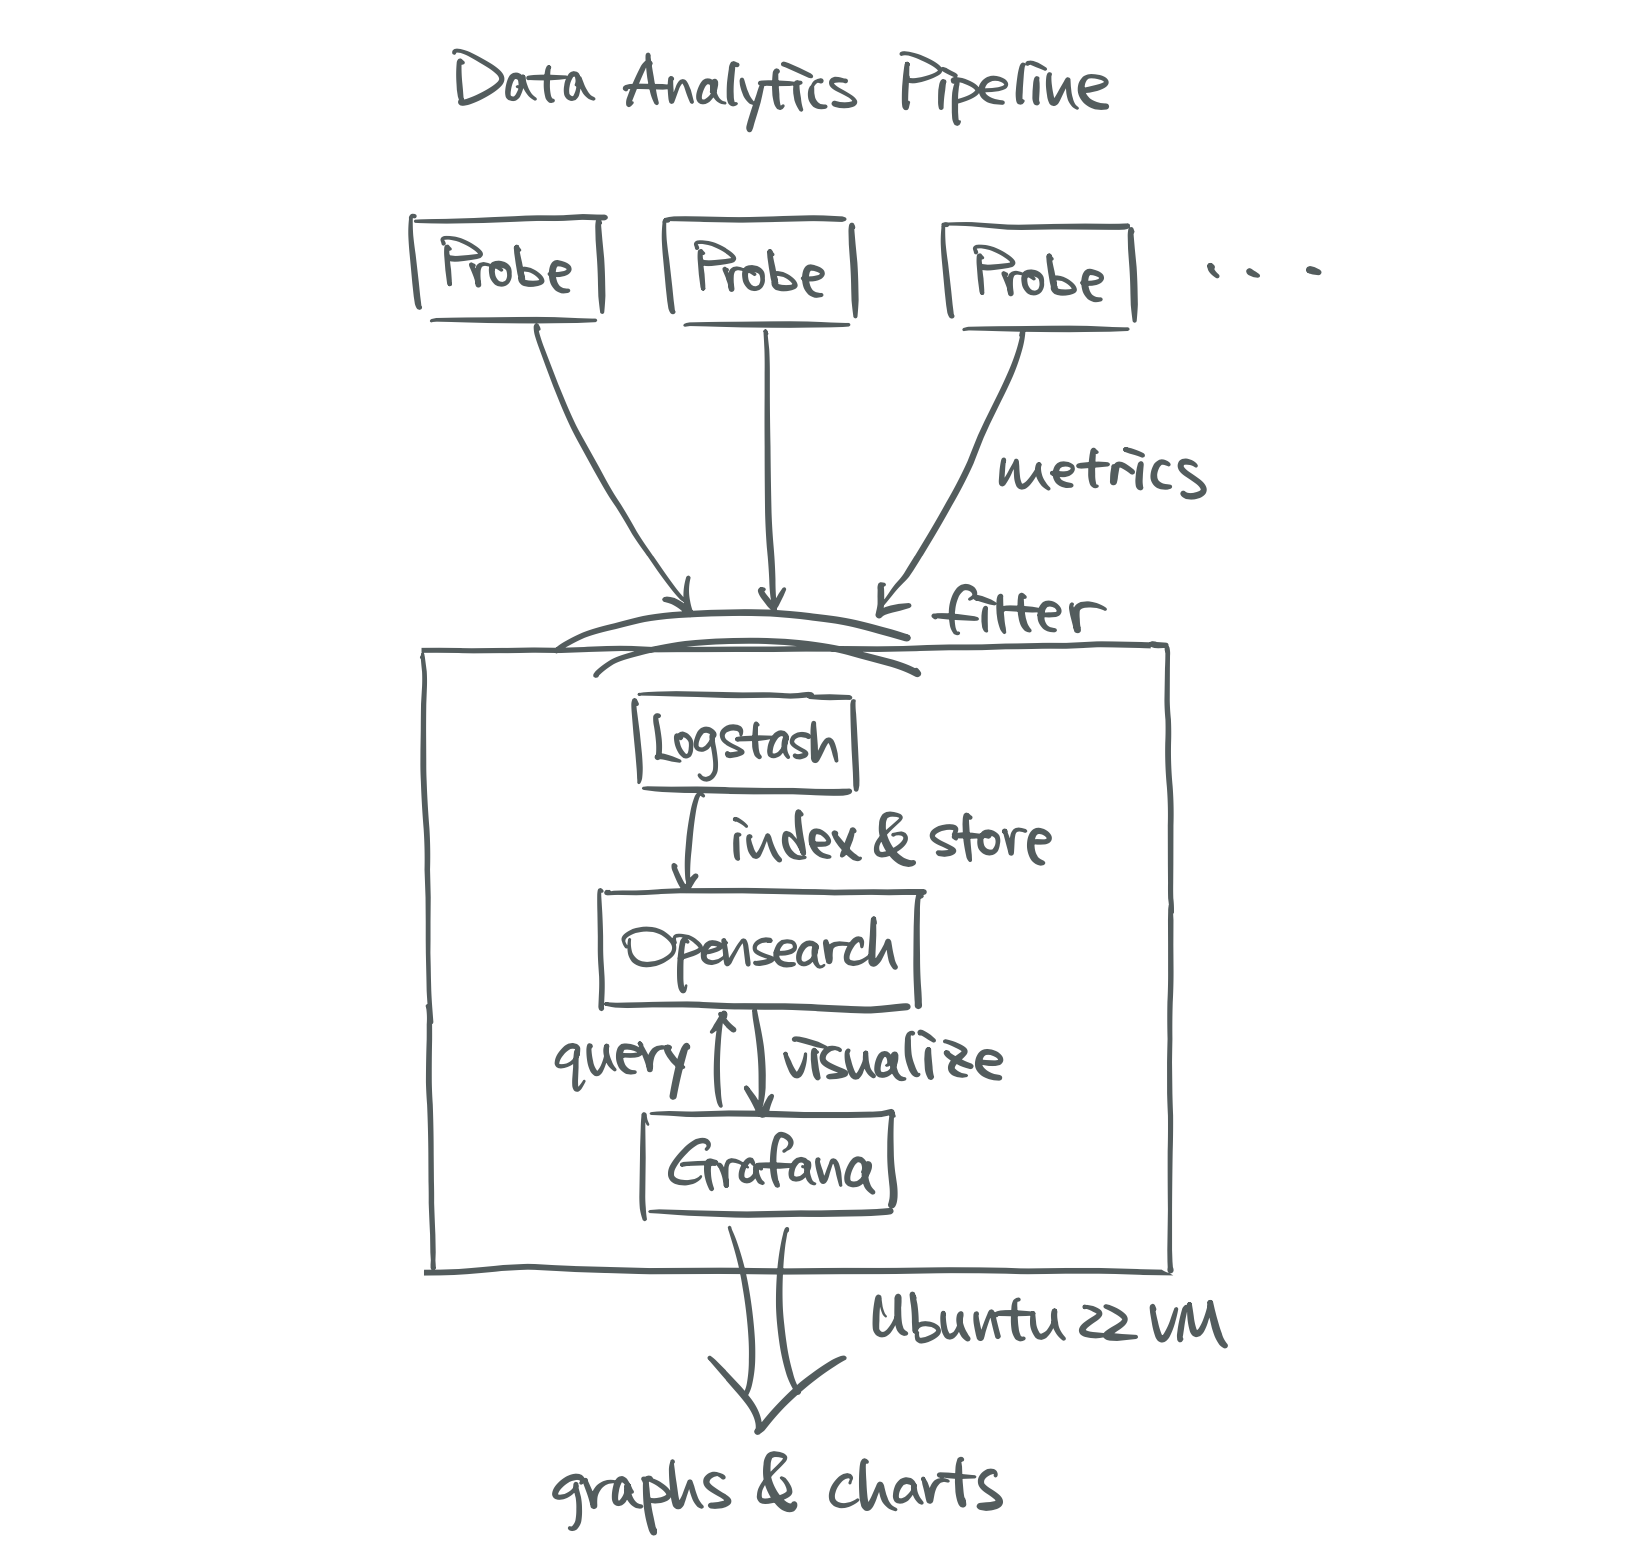 Data Analytics Pipeline
Probe Probe Probe ...
metrics
filter
Logstash
index & store
Opensearch
query visualize
Grafana
Ubuntu 22 VM
graphs & charts